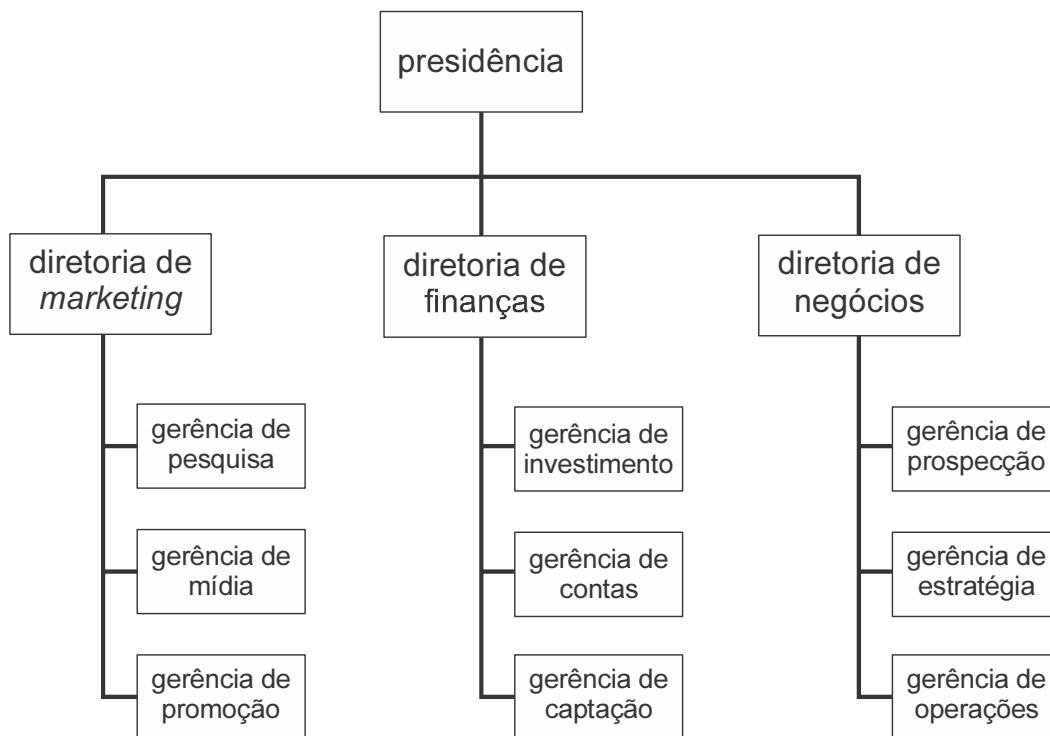 presidência
diretoria de
marketing
diretoria de
finanças
diretoria de
negócios
gerência de
pesquisa
gerência de
mídia
gerência de
promoção
gerência de
investimento
gerência de
contas
gerência de
captação
gerência de
prospecção
gerência de
estratégia
gerência de
operações